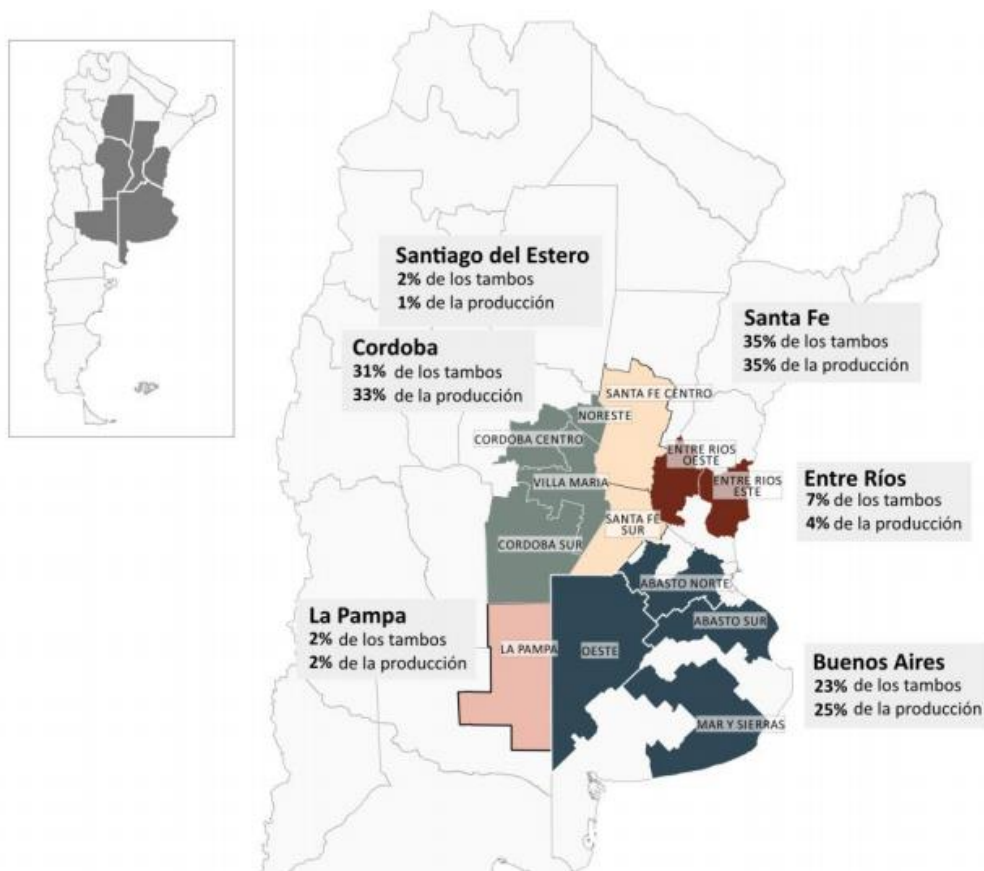 Santiago del Estero
2% de los tambos
1% de la producción
Cordoba
31% de los tambos
33% de la producción
Santa Fe
35% de los tambos
35% de la producción
SANTA FE CENTRO
NORESTE
CORDOBA CENTRO
ENTRE RIOS
OESTE
VILLA MARIA
ENTRE RIOS
ESTE
Entre Ríos
7% de los tambos
4% de la producción
SANTA FE
SUR
CORDOBA SUR
ABASTO NORTE
La Pampa
2% de los tambos
2% de la producción
ABASTO SUR
LA PAMPA
OESTE
Buenos Aires
23% de los tambos
25% de la producción
MAR Y SIERRAS